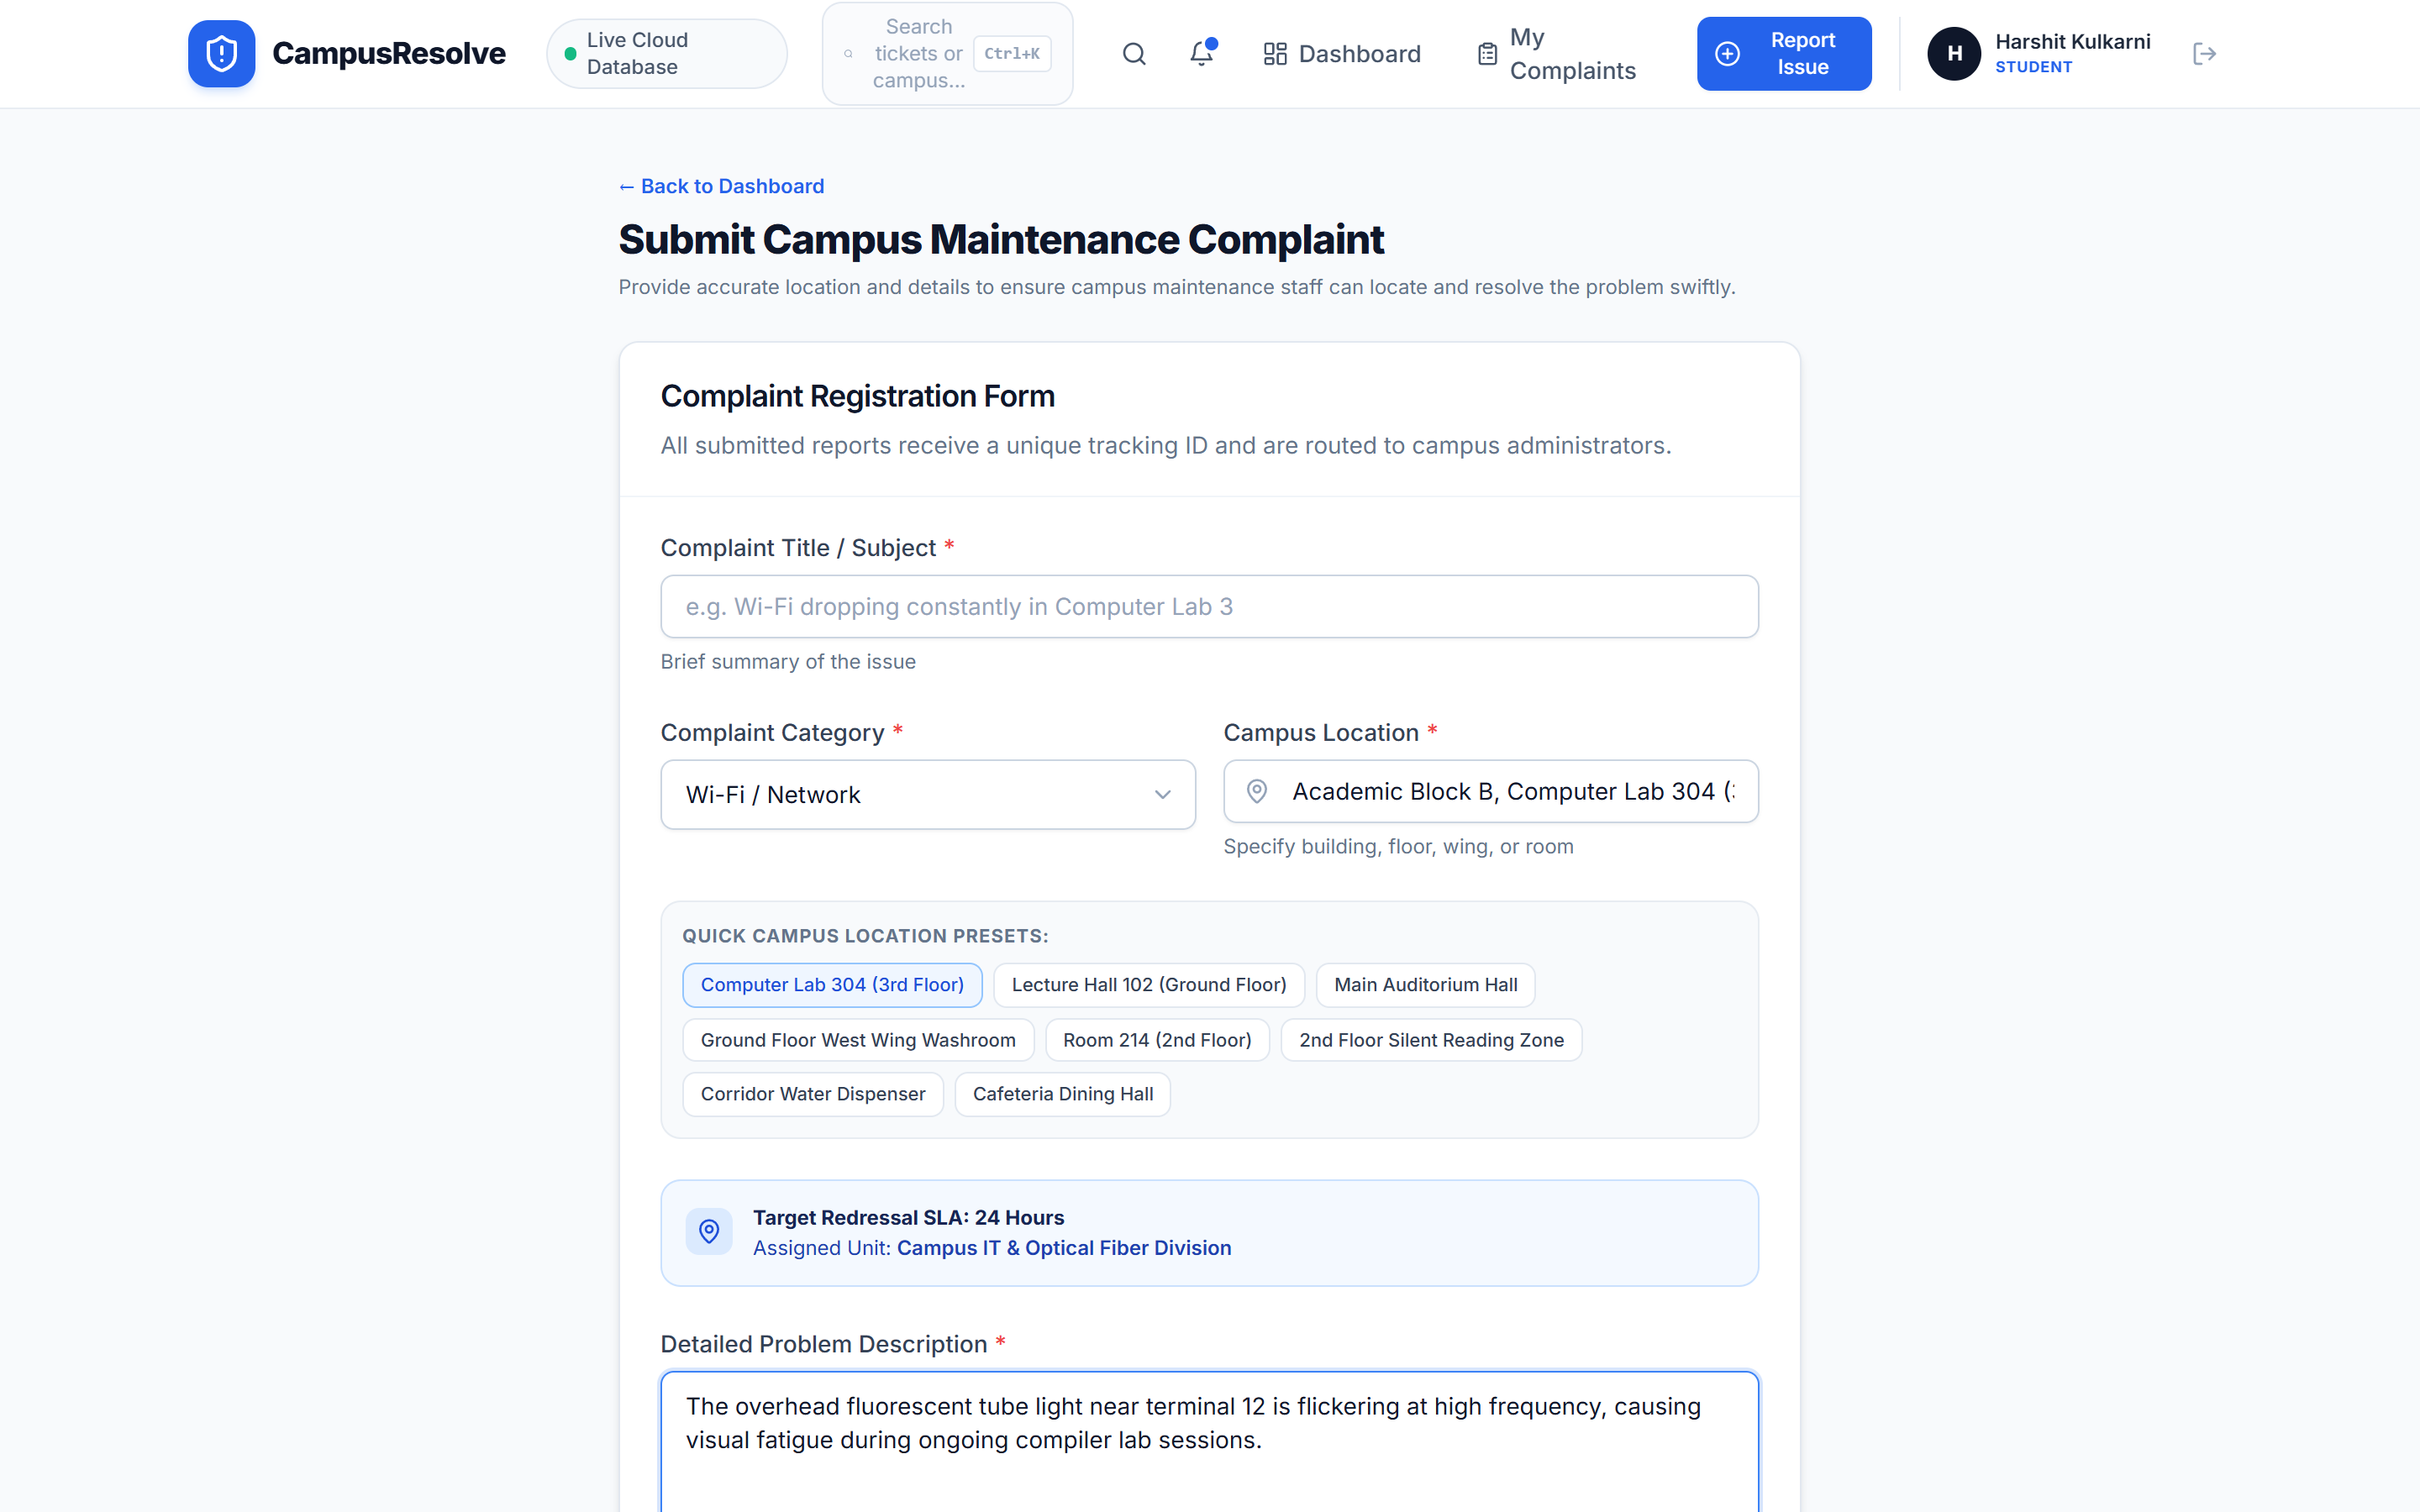 CampusResolve
Live Cloud
Database
Search
tickets or
campus...
Ctrl+K
Dashboard
My
Complaints
Report
Issue
H
Harshit Kulkarni
STUDENT
← Back to Dashboard
Submit Campus Maintenance Complaint
Provide accurate location and details to ensure campus maintenance staff can locate and resolve the problem swiftly.
Complaint Registration Form
All submitted reports receive a unique tracking ID and are routed to campus administrators.
Complaint Title / Subject *
e.g. Wi-Fi dropping constantly in Computer Lab 3
Brief summary of the issue
Complaint Category *
Wi-Fi / Network
Campus Location *
Academic Block B, Computer Lab 304 (
Specify building, floor, wing, or room
QUICK CAMPUS LOCATION PRESETS:
Computer Lab 304 (3rd Floor)
Lecture Hall 102 (Ground Floor)
Main Auditorium Hall
Ground Floor West Wing Washroom
Room 214 (2nd Floor)
2nd Floor Silent Reading Zone
Corridor Water Dispenser
Cafeteria Dining Hall
Target Redressal SLA: 24 Hours
Assigned Unit: Campus IT & Optical Fiber Division
Detailed Problem Description *
The overhead fluorescent tube light near terminal 12 is flickering at high frequency, causing
visual fatigue during ongoing compiler lab sessions.